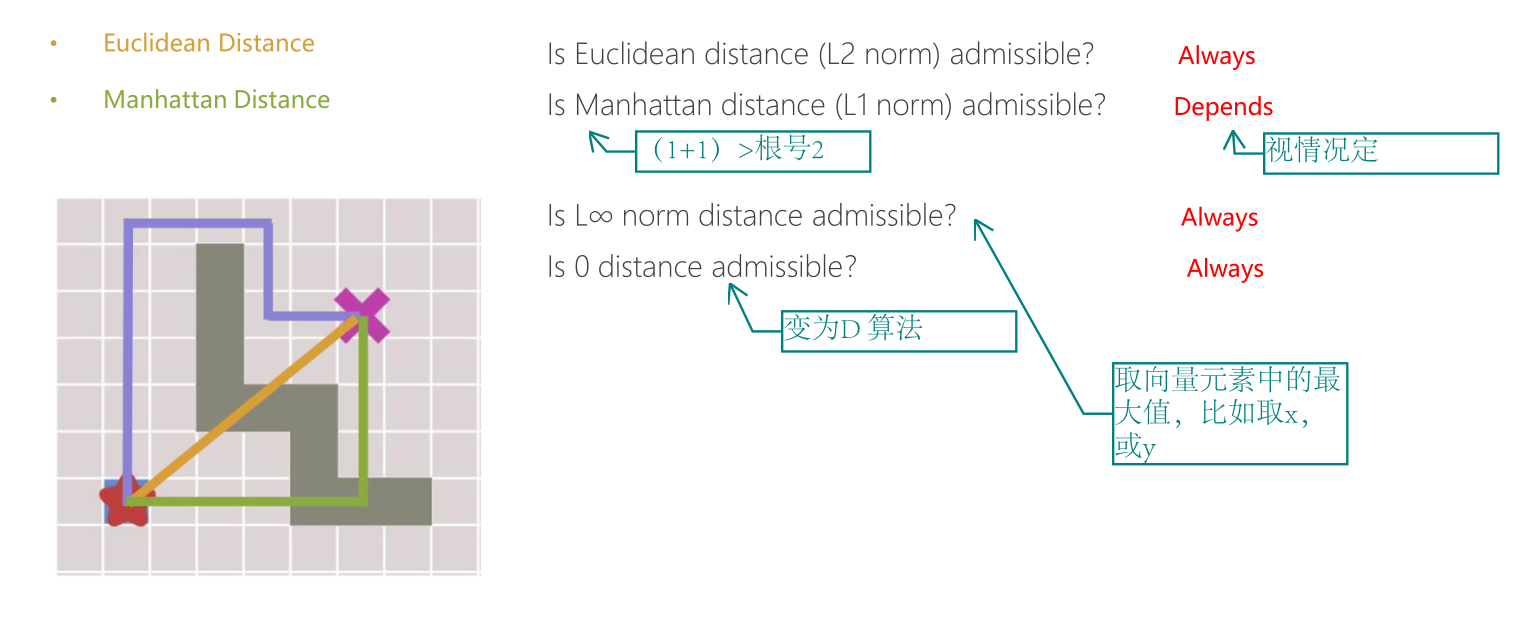 • Euclidean Distance
• Manhattan Distance
Is Euclidean distance (L2 norm) admissible? Always
Is Manhattan distance (L1 norm) admissible? Depends
（1+1）>根号2
视情况定
Is L∞ norm distance admissible? Always
Is 0 distance admissible? Always
变为D 算法
取向量元素中的最
大值，比如取x，
或y